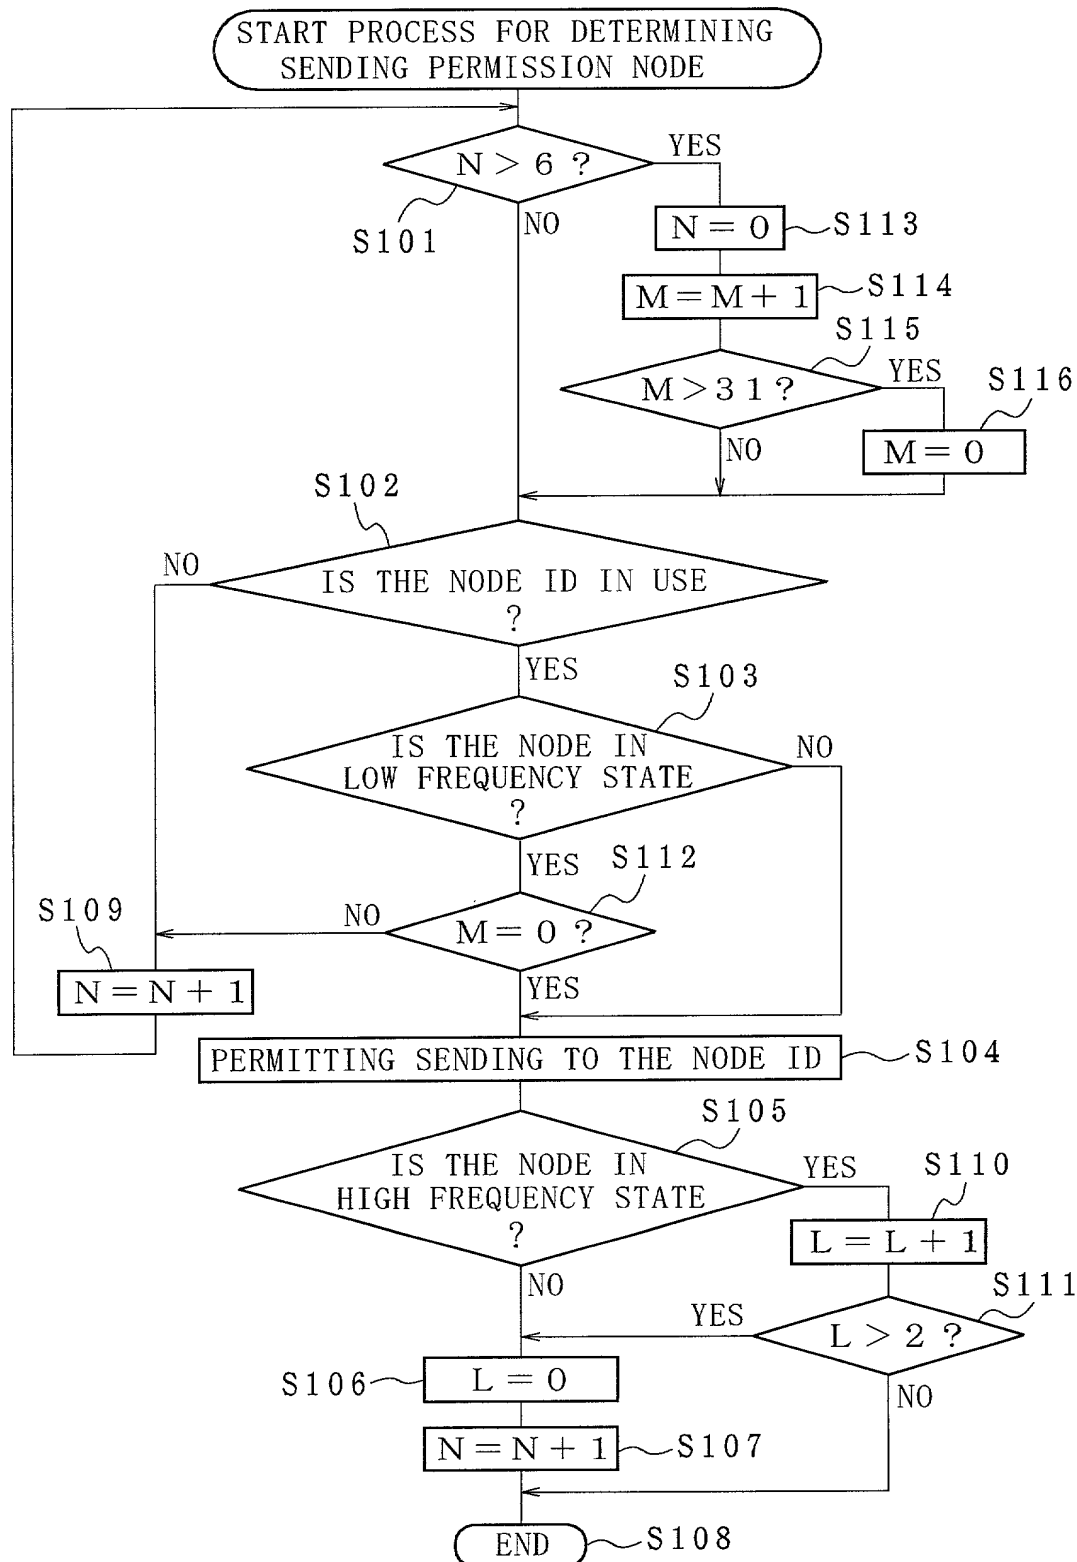 START PROCESS FOR DETERMINING
SENDING PERMISSION NODE
N > 6 ?
YES
S101
NO
N = 0
S113
M = M + 1
S114
S115
M > 31 ?
YES
S116
NO
M = 0
S102
NO
IS THE NODE ID IN USE
?
YES
S103
IS THE NODE IN
LOW FREQUENCY STATE
?
NO
YES
S112
S109
NO
M = 0 ?
N = N + 1
YES
PERMITTING SENDING TO THE NODE ID
S104
S105
IS THE NODE IN
HIGH FREQUENCY STATE
?
YES
S110
L = L + 1
NO
S111
YES
L > 2 ?
S106
L = 0
NO
N = N + 1
S107
END
S108